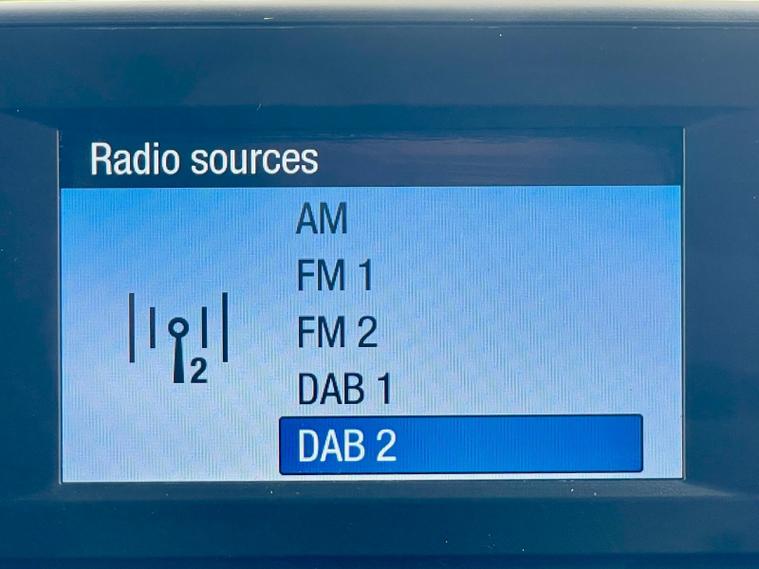 Radio sources
AM
FM 1
FM 2
DAB 1
2
DAB 2